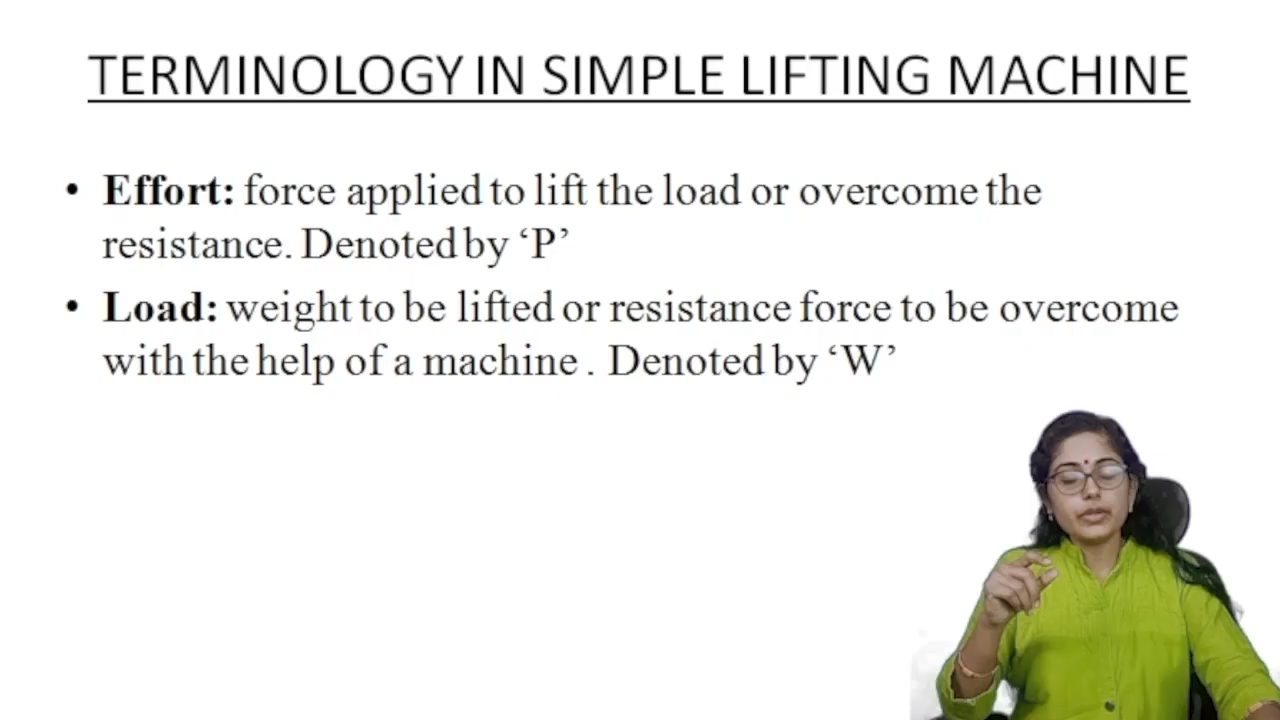 TERMINOLOGY IN SIMPLE LIFTING MACHINE
• Effort: force applied to lift the load or overcome the
resistance. Denoted by ‘P’
• Load: weight to be lifted or resistance force to be overcome
with the help of a machine . Denoted by ‘W’